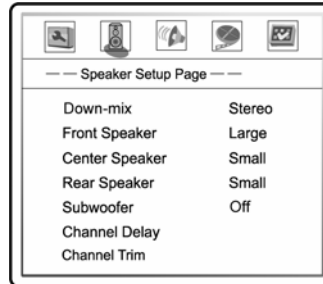 — — Speaker Setup Page — —
Down-mix Stereo
Front Speaker Large
Center Speaker Small
Rear Speaker Small
Subwoofer Off
Channel Delay
Channel Trim